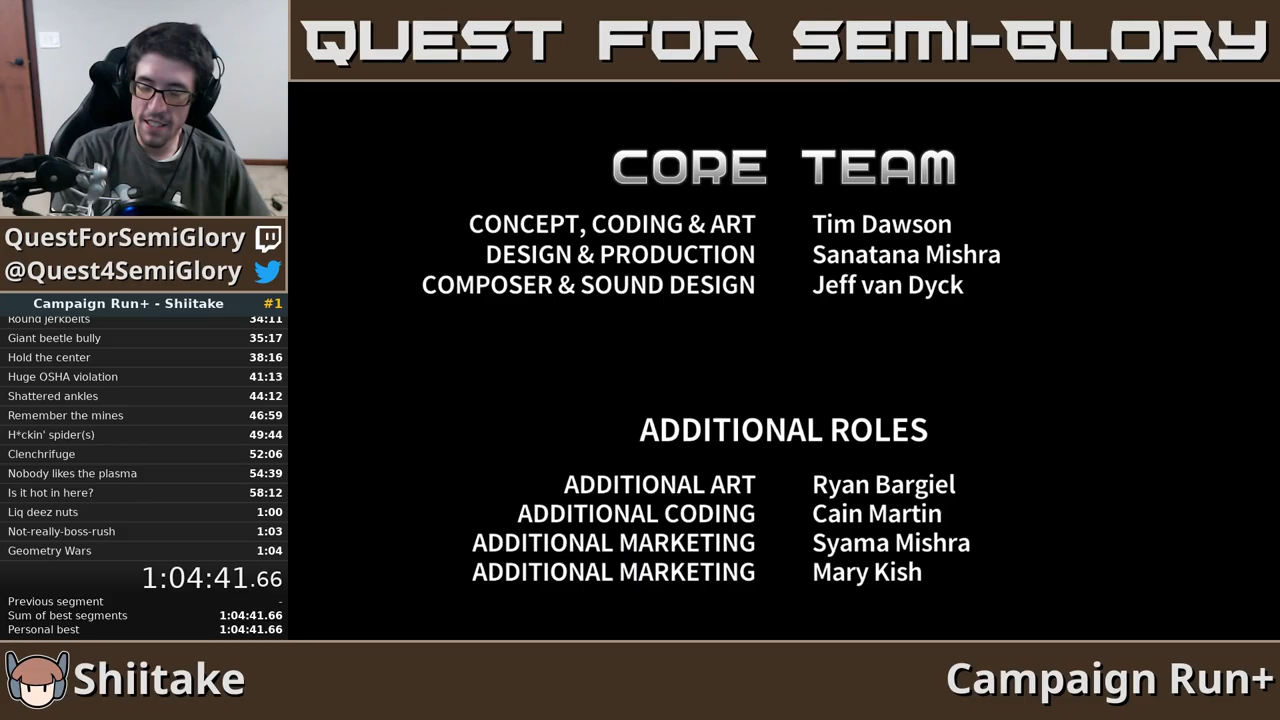 QUEST FOR SEMI-GLORY
QuestForSemiGlory
@Quest4SemiGlory
Campaign Run+ - Shiitake #1
Round jerkbelts 34:11
Giant beetle bully 35:17
Hold the center 38:16
Huge OSHA violation 41:13
Shattered ankles 44:12
Remember the mines 46:59
H*ckin' spider(s) 49:44
Clenchrifuge 52:06
Nobody likes the plasma 54:39
Is it hot in here? 58:12
Liq deez nuts 1:00
Not-really-boss-rush 1:03
Geometry Wars 1:04
1:04:41.66
Previous segment -
Sum of best segments 1:04:41.66
Personal best 1:04:41.66
CORE TEAM
CONCEPT, CODING & ART Tim Dawson
DESIGN & PRODUCTION Sanatana Mishra
COMPOSER & SOUND DESIGN Jeff van Dyck
ADDITIONAL ROLES
ADDITIONAL ART Ryan Bargiel
ADDITIONAL CODING Cain Martin
ADDITIONAL MARKETING Syama Mishra
ADDITIONAL MARKETING Mary Kish
Shiitake
Campaign Run+